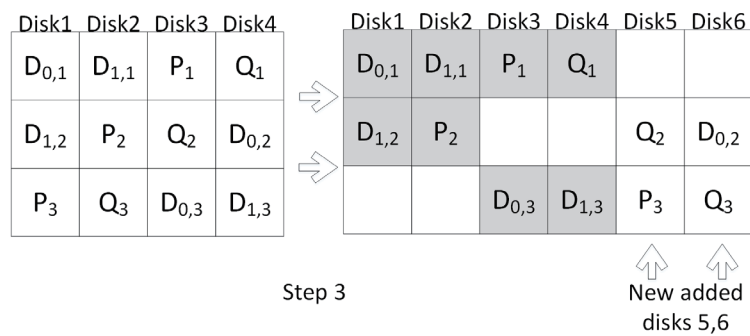 Disk1 Disk2 Disk3 Disk4 Disk1 Disk2 Disk3 Disk4 Disk5 Disk6
D0,1 D1,1 P1 Q1 D0,1 D1,1 P1 Q1
D1,2 P2 Q2 D0,2 D1,2 P2 Q2 D0,2
P3 Q3 D0,3 D1,3 D0,3 D1,3 P3 Q3
Step 3
New added
disks 5,6